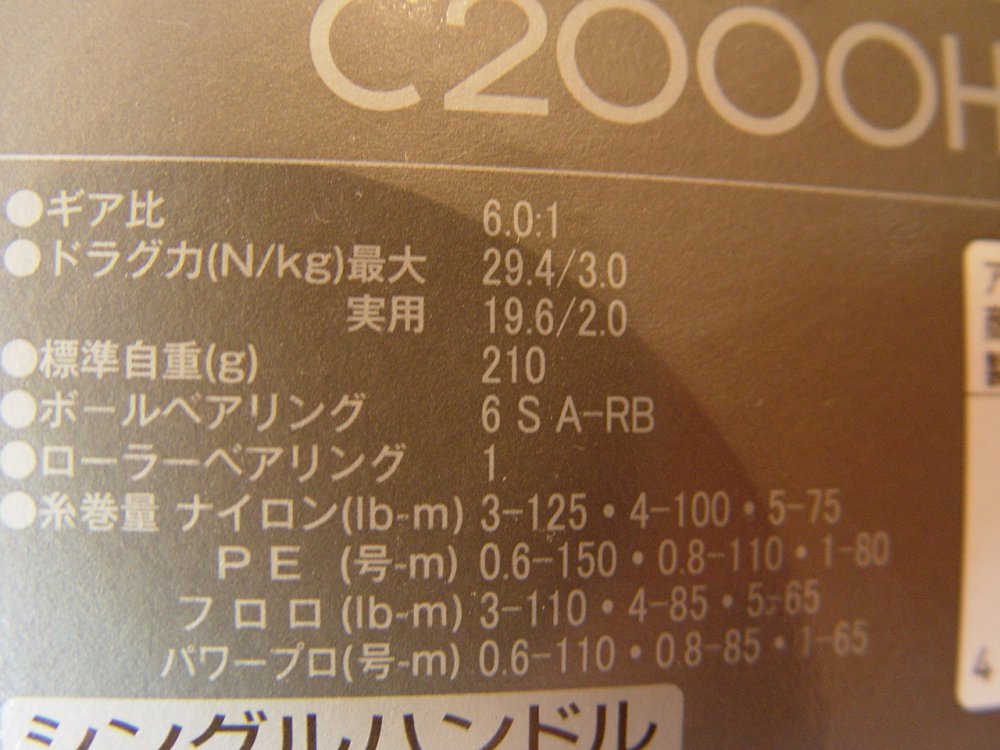 C2000H
●ギア比 6.0:1
●ドラグ力(N/kg)最大 29.4/3.0
実用 19.6/2.0
●標準自重(g) 210
●ボールベアリング 6 S A-RB
●ローラーベアリング 1
●糸巻量 ナイロン(lb-m) 3-125・4-100・5-75
PE (号-m) 0.6-150・0.8-110・1-80
フロロ(lb-m) 3-110・4-85・5-65
パワープロ(号-m) 0.6-110・0.8-85・1-65
シングルハンドル
4